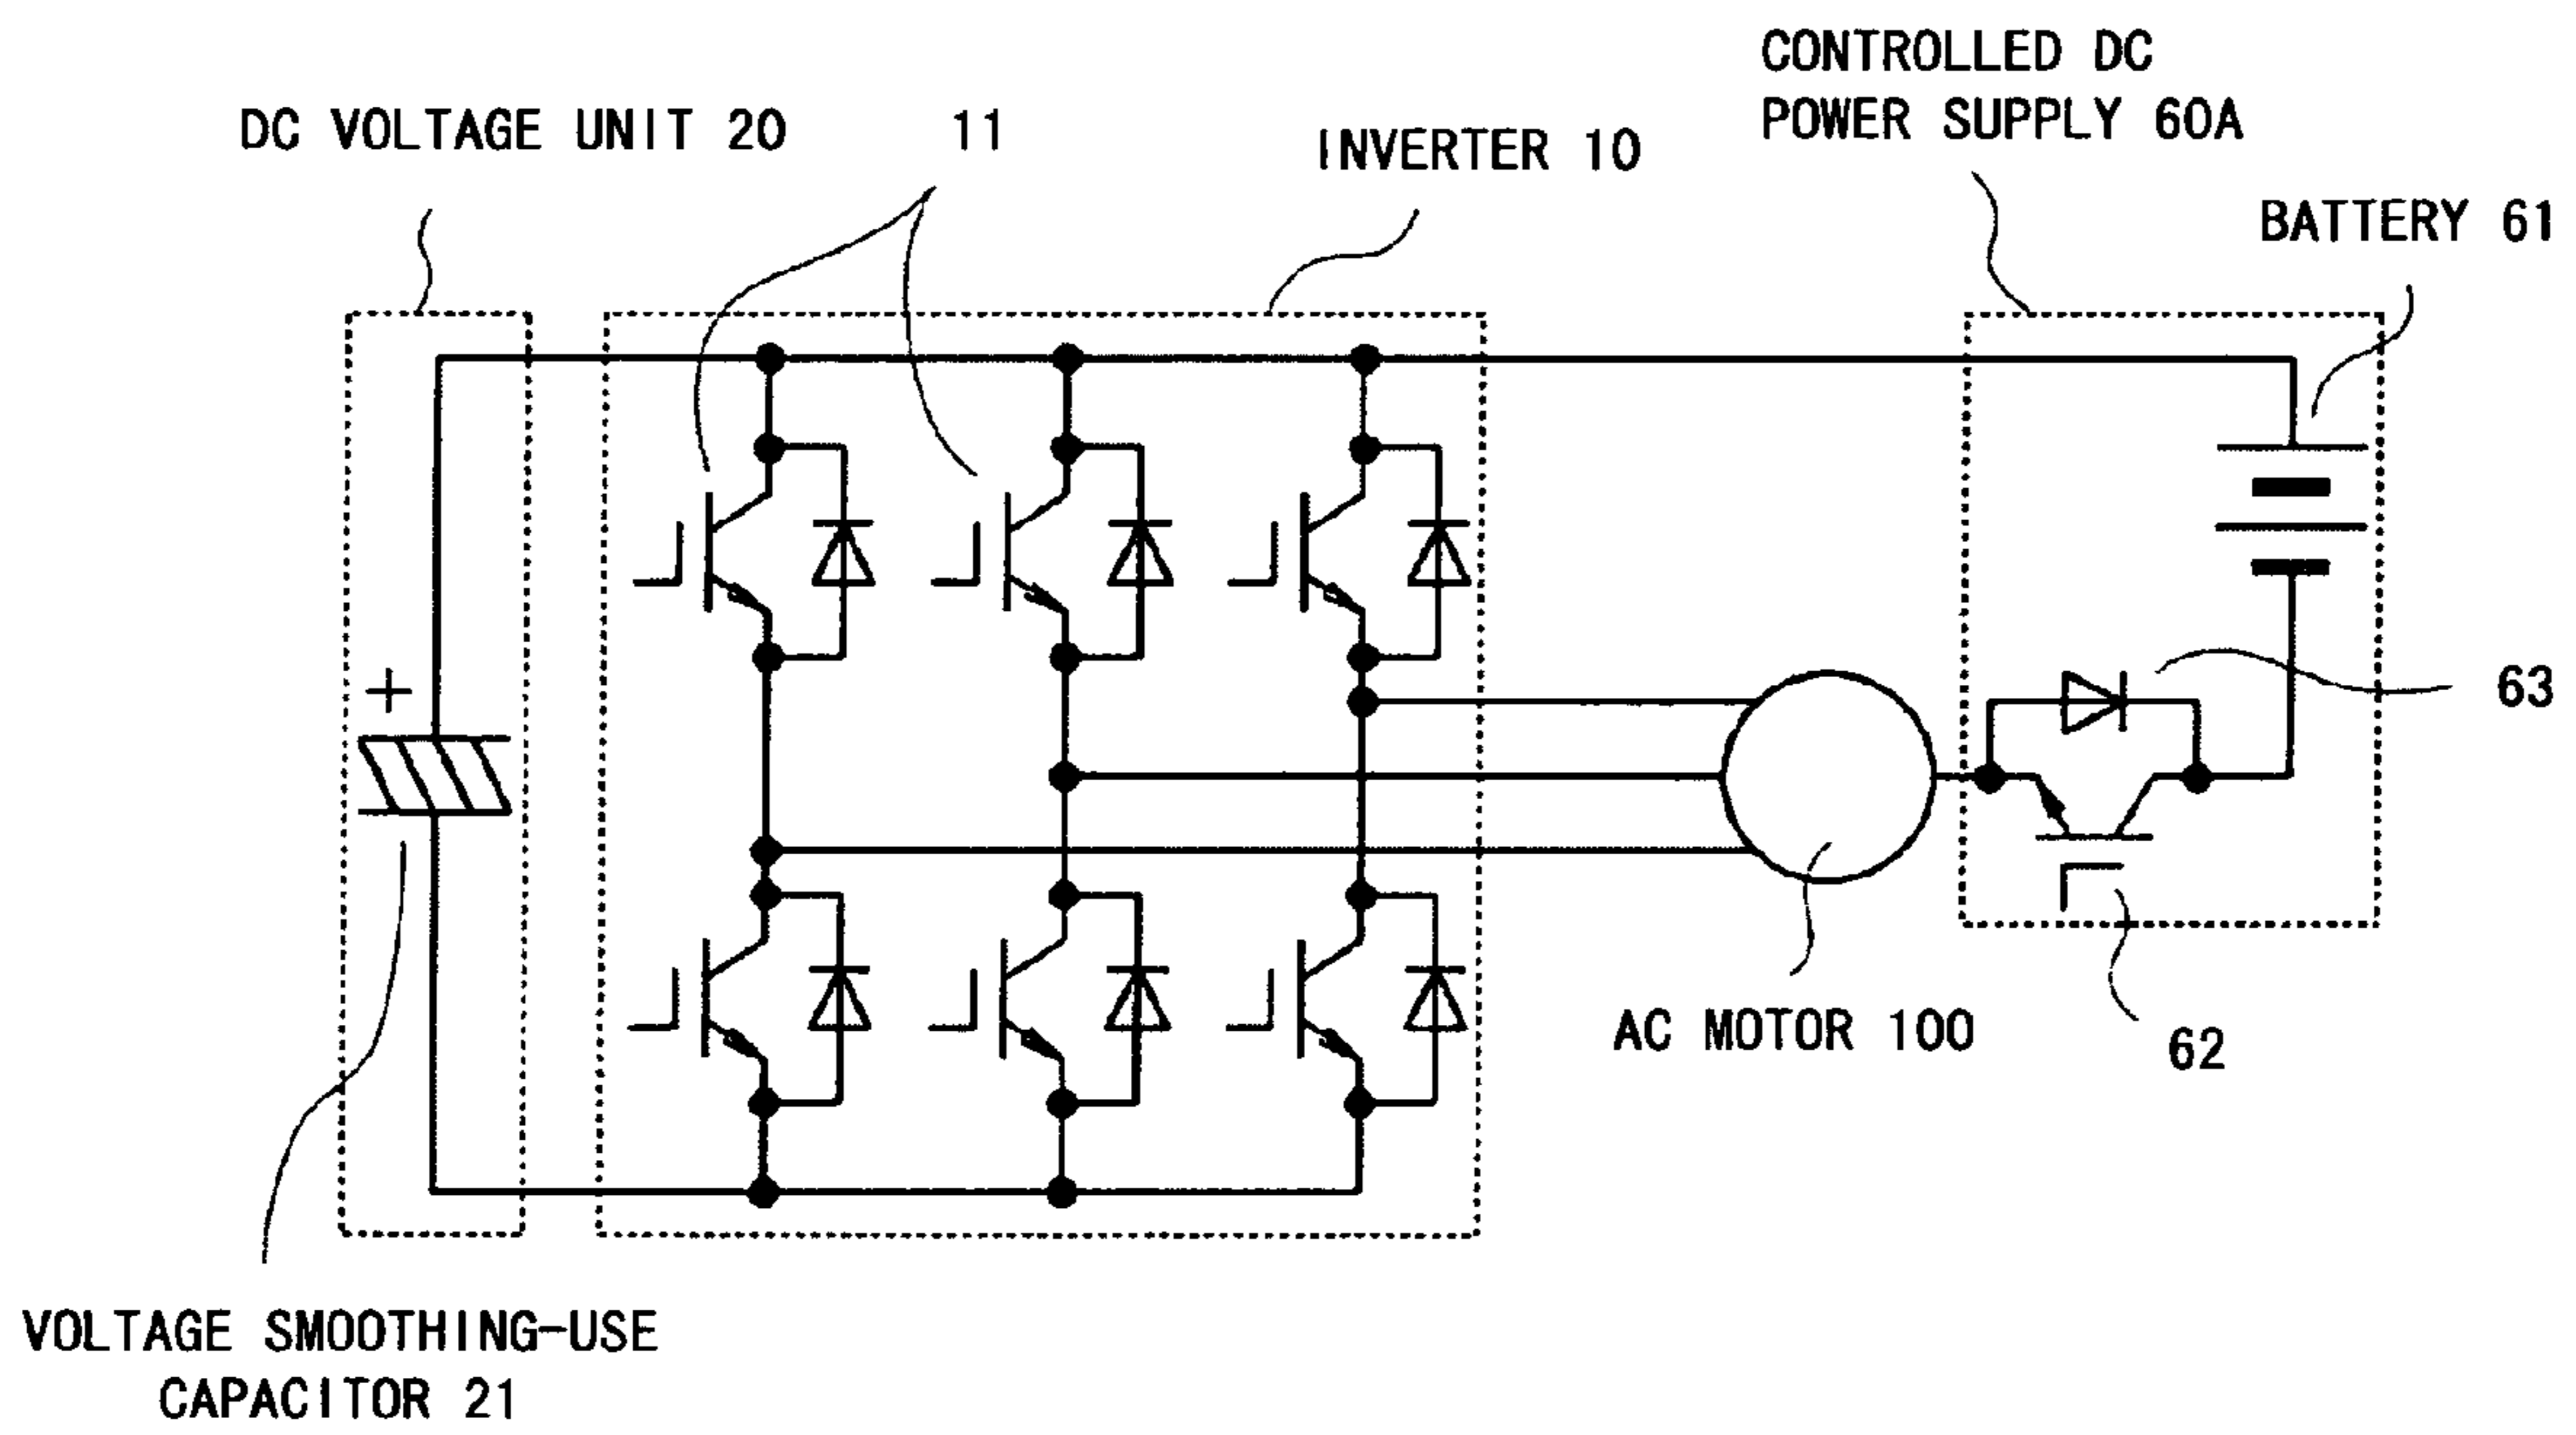 CONTROLLED DC
POWER SUPPLY 60A
DC VOLTAGE UNIT 20
11
INVERTER 10
BATTERY 61
+
63
AC MOTOR 100
62
VOLTAGE SMOOTHING-USE
CAPACITOR 21